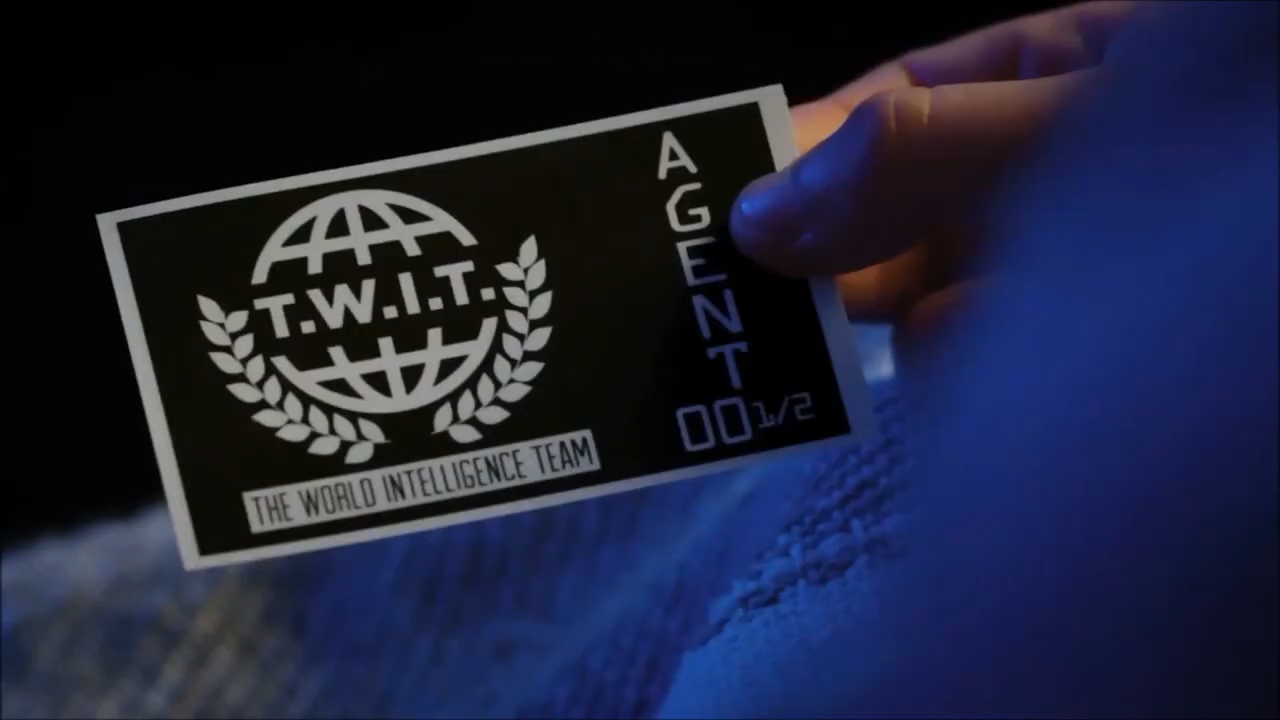 T.W.I.T.
THE WORLD INTELLIGENCE TEAM
AGENT
00 1/2